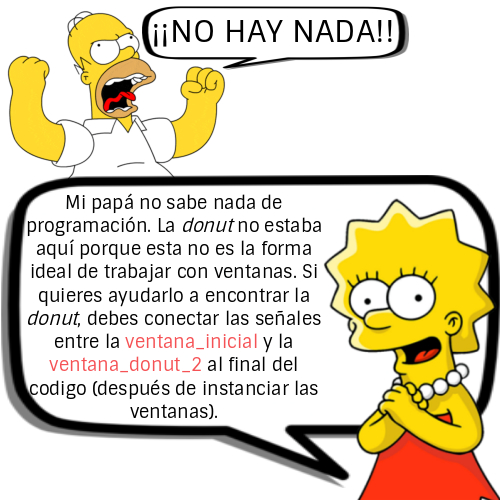 ¡¡NO HAY NADA!!
Mi papá no sabe nada de
programación. La donut no estaba
aquí porque esta no es la forma
ideal de trabajar con ventanas. Si
quieres ayudarlo a encontrar la
donut, debes conectar las señales
entre la ventana_inicial y la
ventana_donut_2 al final del
codigo (después de instanciar las
ventanas).